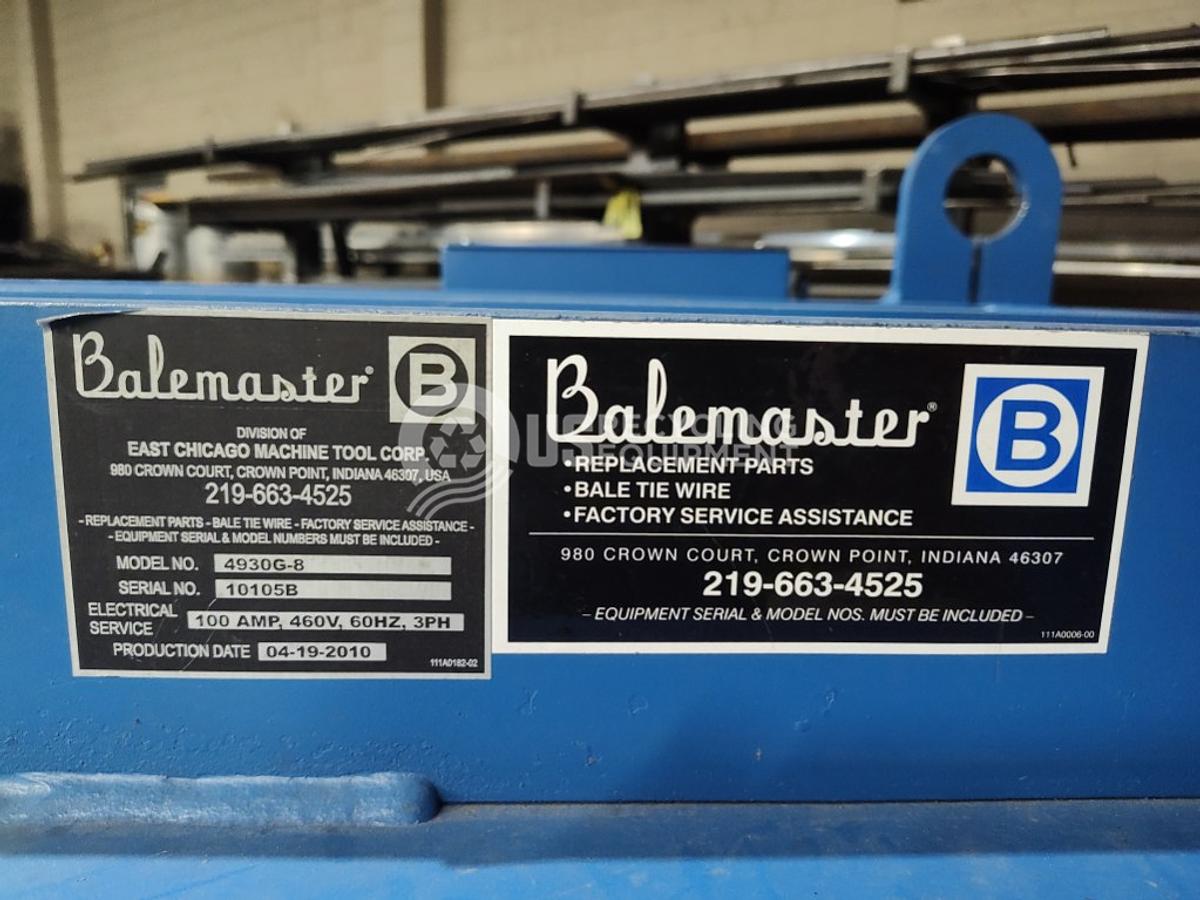 Balemaster®
B
DIVISION OF
EAST CHICAGO MACHINE TOOL CORP.
980 CROWN COURT, CROWN POINT, INDIANA 46307, USA
219-663-4525
- REPLACEMENT PARTS - BALE TIE WIRE - FACTORY SERVICE ASSISTANCE -
- EQUIPMENT SERIAL & MODEL NUMBERS MUST BE INCLUDED -
MODEL NO. 4930G-8
SERIAL NO. 10105B
ELECTRICAL
SERVICE 100 AMP, 460V, 60HZ, 3PH
PRODUCTION DATE 04-19-2010
111A0182-02
Balemaster®
B
• REPLACEMENT PARTS
• BALE TIE WIRE
• FACTORY SERVICE ASSISTANCE
980 CROWN COURT, CROWN POINT, INDIANA 46307
219-663-4525
– EQUIPMENT SERIAL & MODEL NOS. MUST BE INCLUDED –
111A0006-00
US RECYCLING
EQUIPMENT